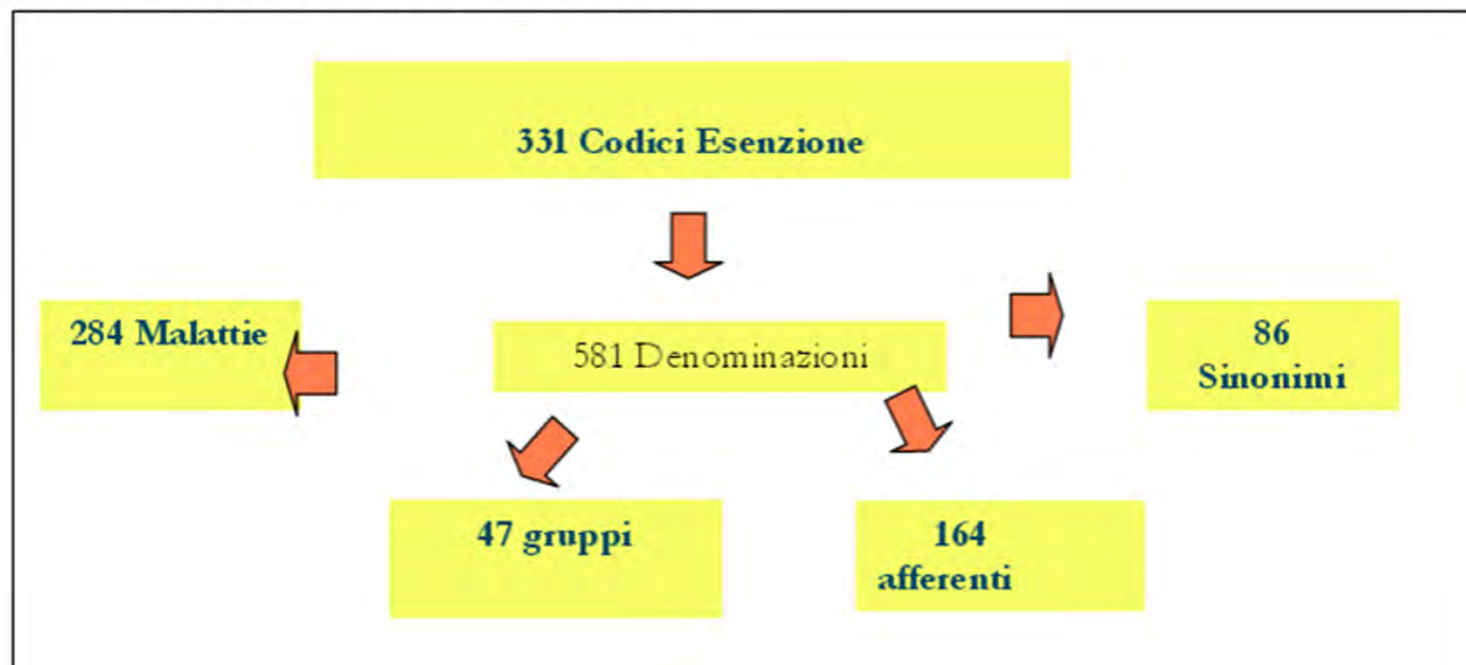 331 Codici Esenzione
284 Malattie
581 Denominazioni
86
Sinonimi
47 gruppi
164
afferenti